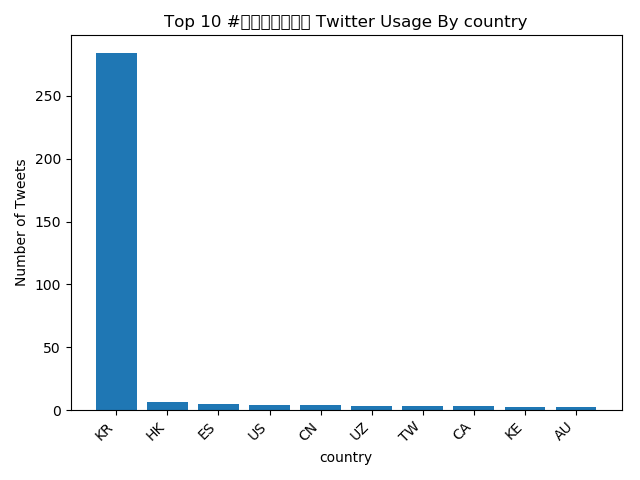 Top 10 # Twitter Usage By country
Number of Tweets
250
200
150
100
50
0
KR
HK
ES
US
CN
UZ
TW
CA
KE
AU
country